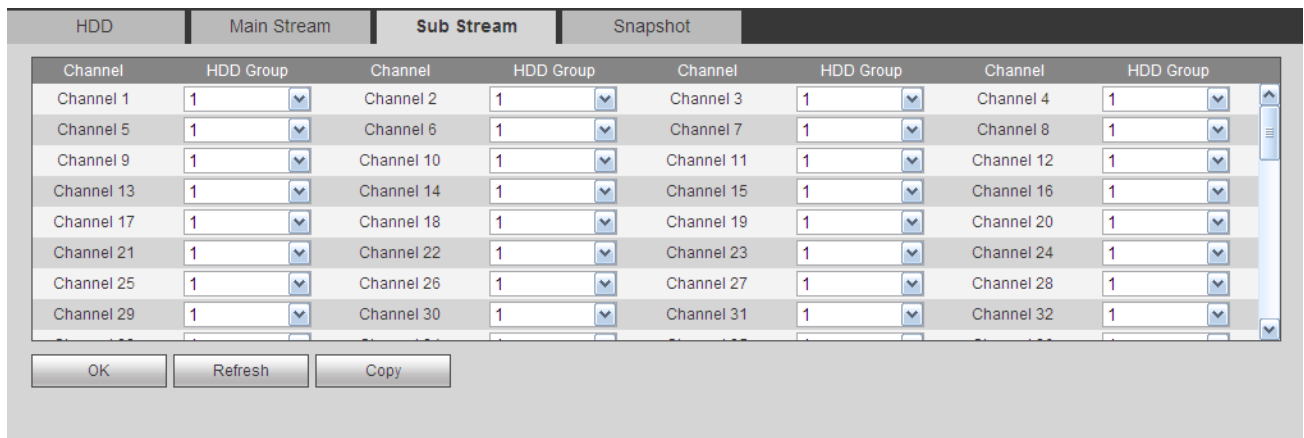 HDD Main Stream Sub Stream Snapshot
Channel HDD Group Channel HDD Group Channel HDD Group Channel HDD Group
Channel 1 1 Channel 2 1 Channel 3 1 Channel 4 1
Channel 5 1 Channel 6 1 Channel 7 1 Channel 8 1
Channel 9 1 Channel 10 1 Channel 11 1 Channel 12 1
Channel 13 1 Channel 14 1 Channel 15 1 Channel 16 1
Channel 17 1 Channel 18 1 Channel 19 1 Channel 20 1
Channel 21 1 Channel 22 1 Channel 23 1 Channel 24 1
Channel 25 1 Channel 26 1 Channel 27 1 Channel 28 1
Channel 29 1 Channel 30 1 Channel 31 1 Channel 32 1
OK Refresh Copy